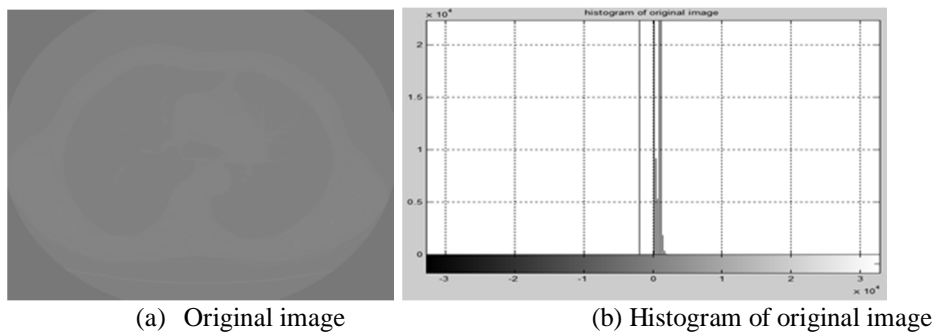 × 10⁴
histogram of original image
2
1.5
1
0.5
0
-3 -2 -1 0 1 2 3
× 10⁴
(a) Original image (b) Histogram of original image